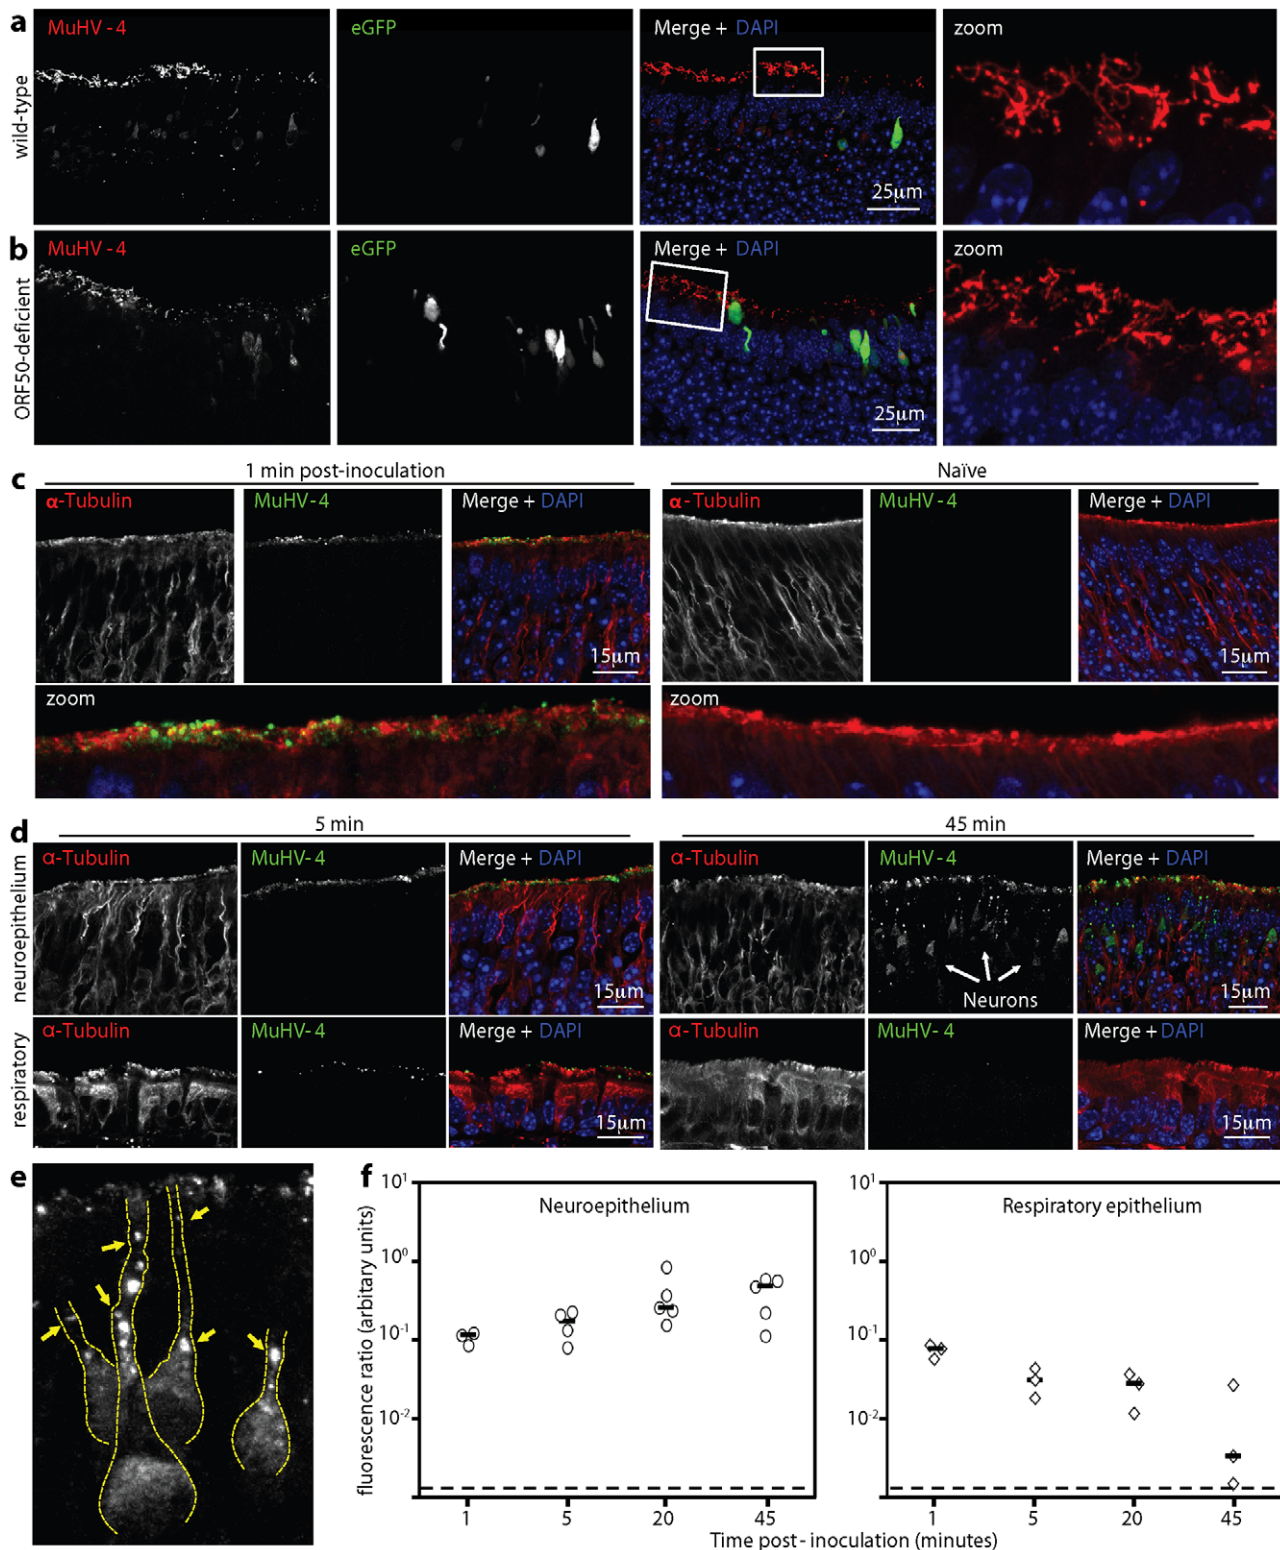 a
MuHV-4
eGFP
Merge + DAPI
zoom
wild-type
25µm
b
MuHV-4
eGFP
Merge + DAPI
zoom
ORF50-deficient
25µm
c
1 min post-inoculation
Naïve
α-Tubulin
MuHV-4
Merge + DAPI
α-Tubulin
MuHV-4
Merge + DAPI
15µm
15µm
zoom
zoom
d
5 min
45 min
α-Tubulin
MuHV-4
Merge + DAPI
α-Tubulin
MuHV-4
Merge + DAPI
neuroepithelium
15µm
Neurons
15µm
α-Tubulin
MuHV-4
Merge + DAPI
α-Tubulin
MuHV-4
Merge + DAPI
respiratory
15µm
15µm
e
f
fluorescence ratio (arbitary units)
10¹
10⁰
10⁻¹
10⁻²
Neuroepithelium
1
5
20
45
10¹
10⁰
10⁻¹
10⁻²
Respiratory epithelium
1
5
20
45
Time post-inoculation (minutes)